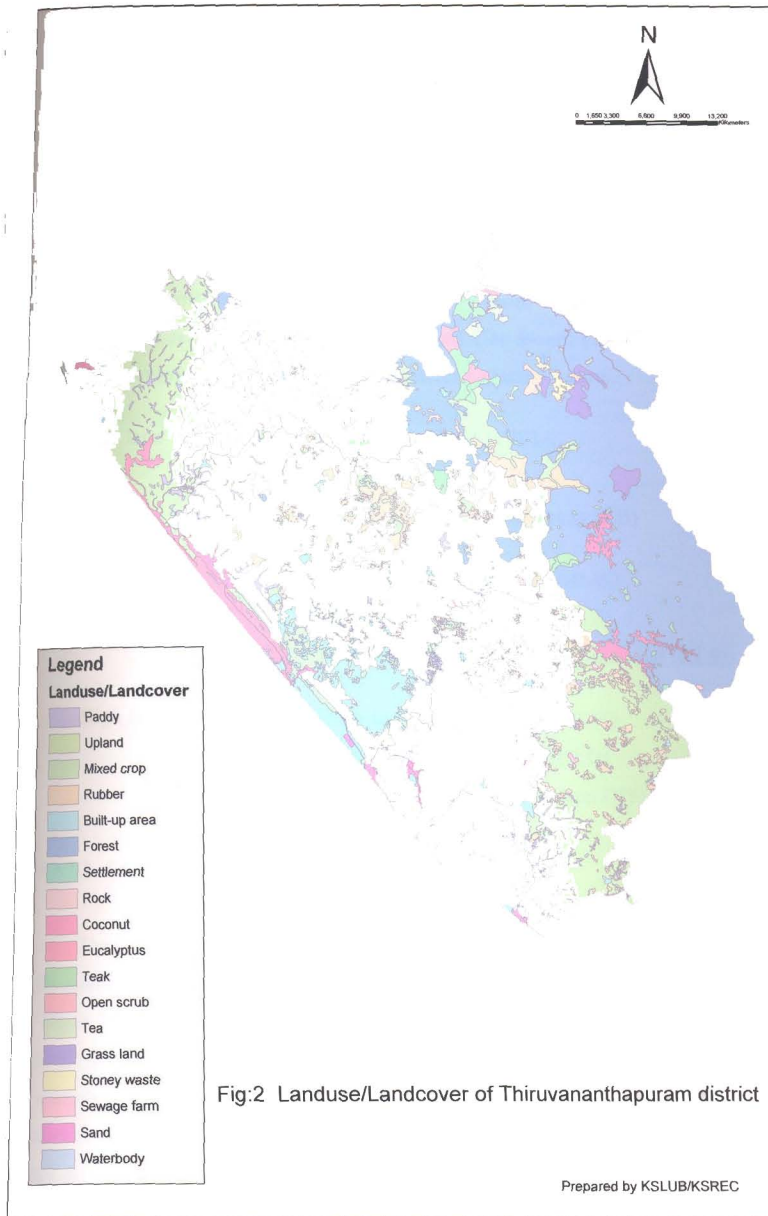 N
0 1,650 3,300 6,600 9,900 13,200
Kilometers
Legend
Landuse/Landcover
Paddy
Upland
Mixed crop
Rubber
Built-up area
Forest
Settlement
Rock
Coconut
Eucalyptus
Teak
Open scrub
Tea
Grass land
Stoney waste
Sewage farm
Sand
Waterbody
Fig:2 Landuse/Landcover of Thiruvananthapuram district
Prepared by KSLUB/KSREC